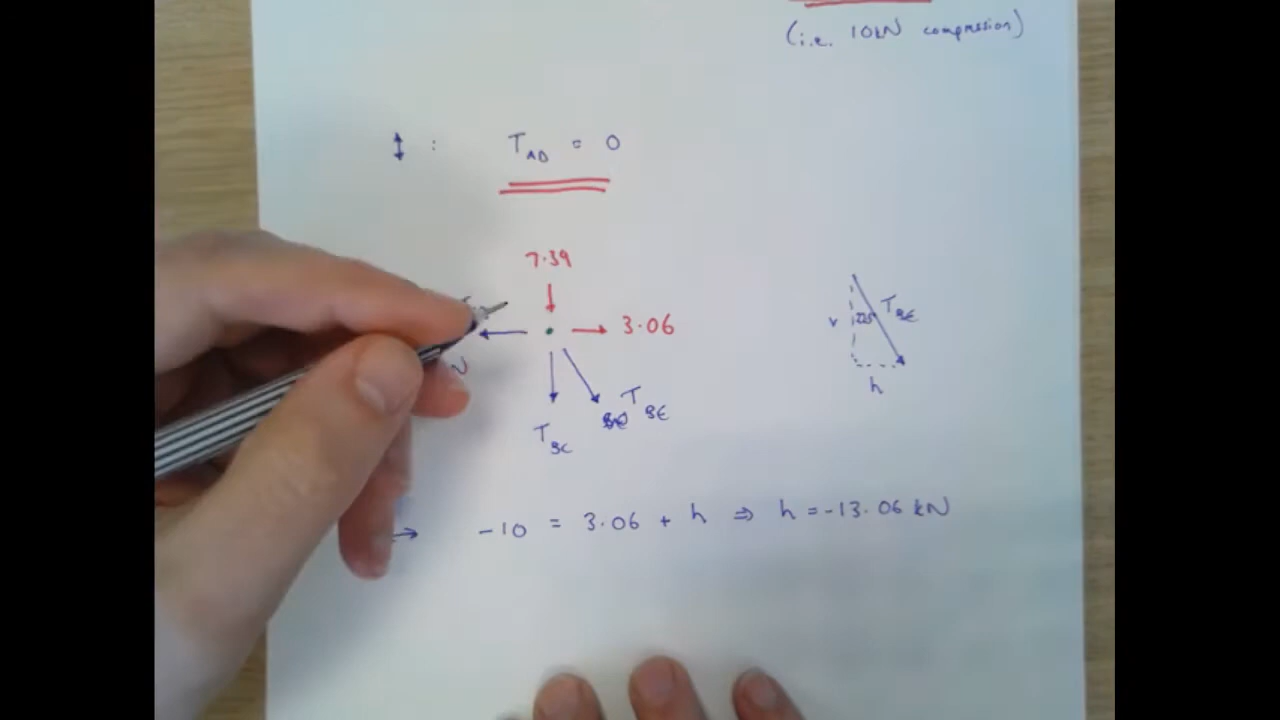 (i.e. 10kN compression)
↕ : T_AD = 0
7.39
3.06
T_BE
T_BC
v
T_BE
h
→ -10 = 3.06 + h ⇒ h = -13.06 kN